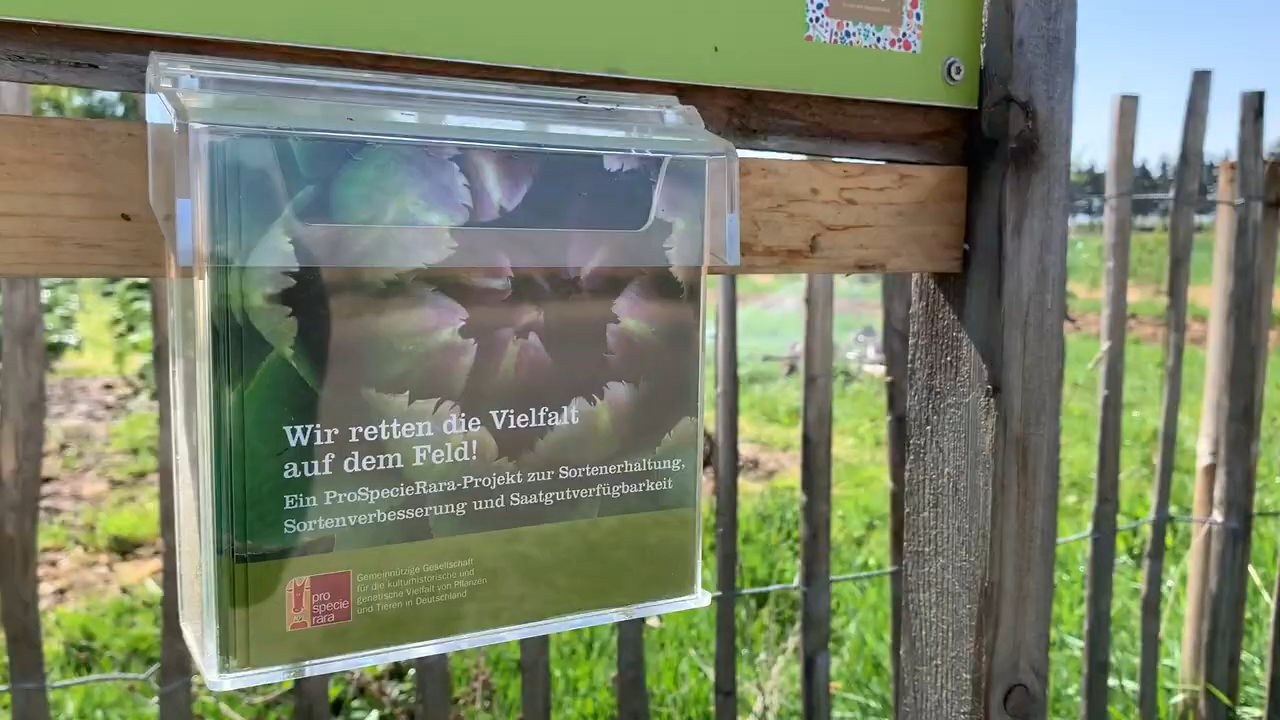 Wir retten die Vielfalt
auf dem Feld!
Ein ProSpecieRara-Projekt zur Sortenerhaltung,
Sortenverbesserung und Saatgutverfügbarkeit
pro
specie
rara
Gemeinnützige Gesellschaft
für die kulturhistorische und
genetische Vielfalt von Pflanzen
und Tieren in Deutschland